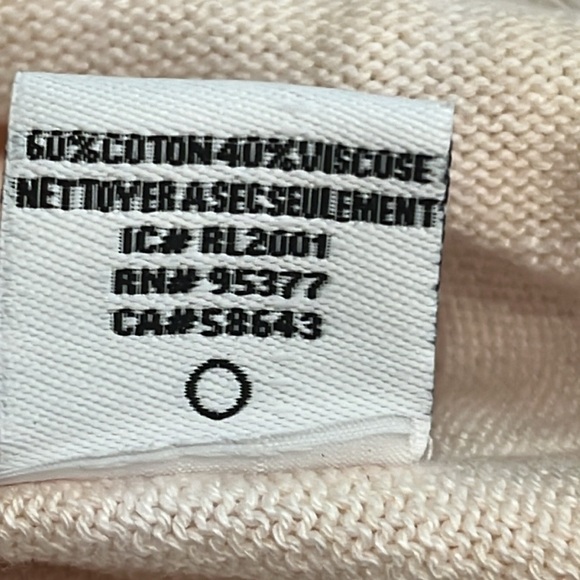 60% COTON 40% VISCOSE
NETTOYER A SEC SEULEMENT
IC# RL2001
RN# 95377
CA# 58643